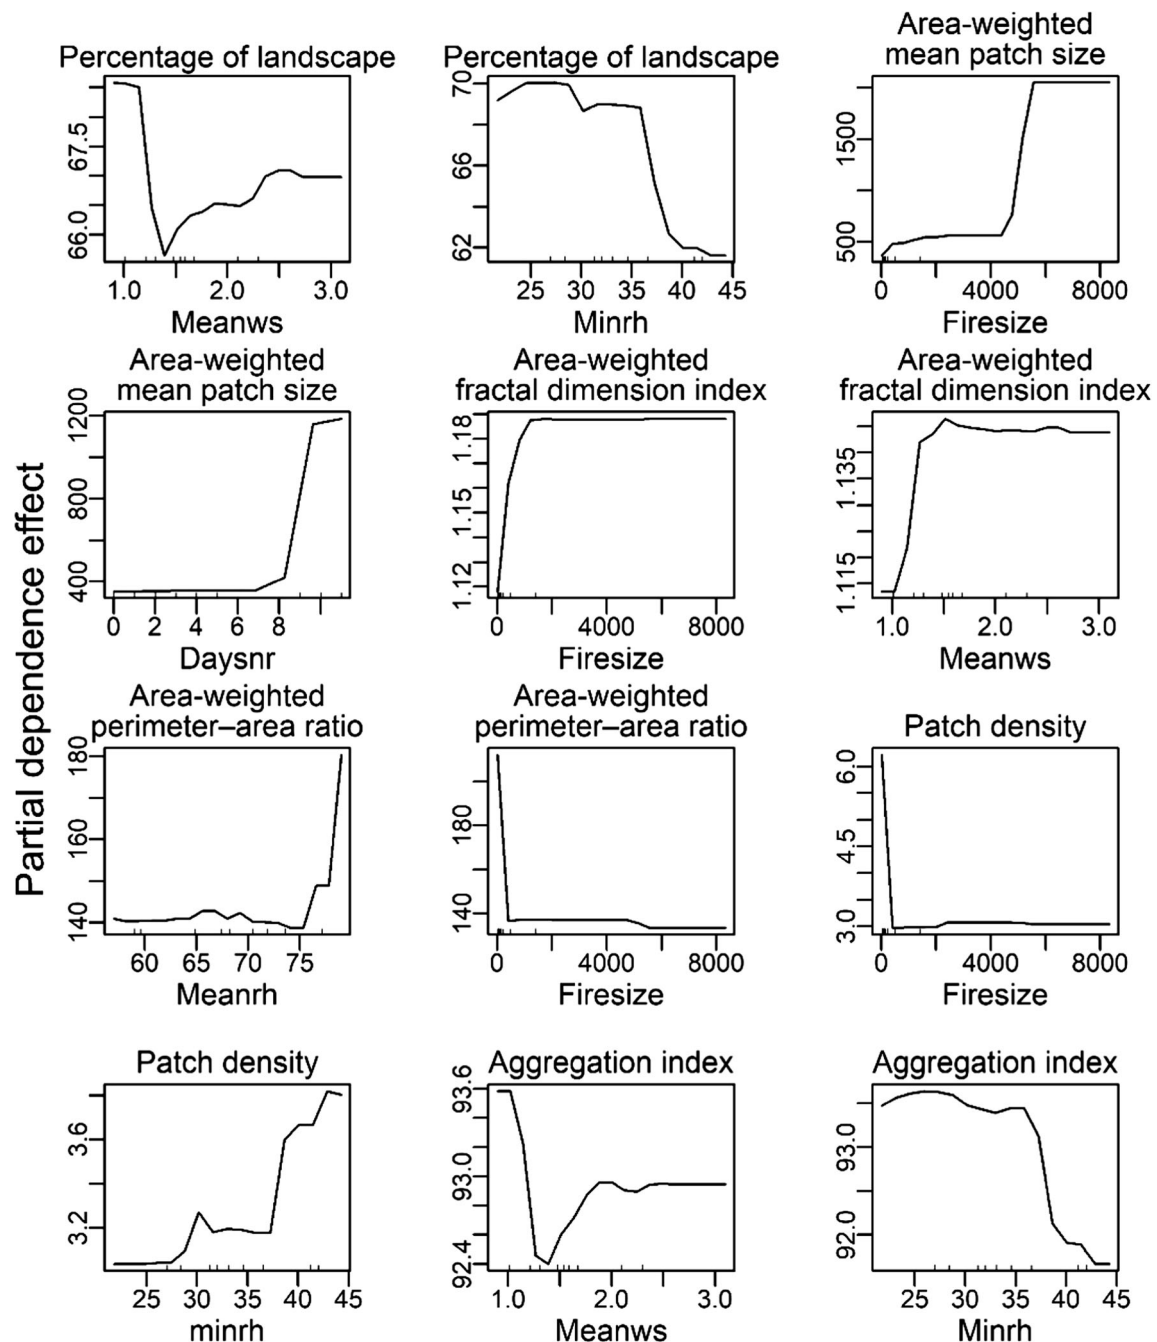 Partial dependence effect
Percentage of landscape
67.5
66.0
1.0 2.0 3.0
Meanws
Percentage of landscape
70
66
62
25 30 35 40 45
Minrh
Area-weighted
mean patch size
1500
500
0 4000 8000
Firesize
Area-weighted
mean patch size
1200
800
400
0 2 4 6 8
Daysnr
Area-weighted
fractal dimension index
1.18
1.15
1.12
0 4000 8000
Firesize
Area-weighted
fractal dimension index
1.135
1.115
1.0 2.0 3.0
Meanws
Area-weighted
perimeter–area ratio
180
160
140
60 65 70 75
Meanrh
Area-weighted
perimeter–area ratio
180
140
0 4000 8000
Firesize
Patch density
6.0
4.5
3.0
0 4000 8000
Firesize
Patch density
3.6
3.2
25 30 35 40 45
minrh
Aggregation index
93.6
93.0
92.4
1.0 2.0 3.0
Meanws
Aggregation index
93.0
92.0
25 30 35 40 45
Minrh